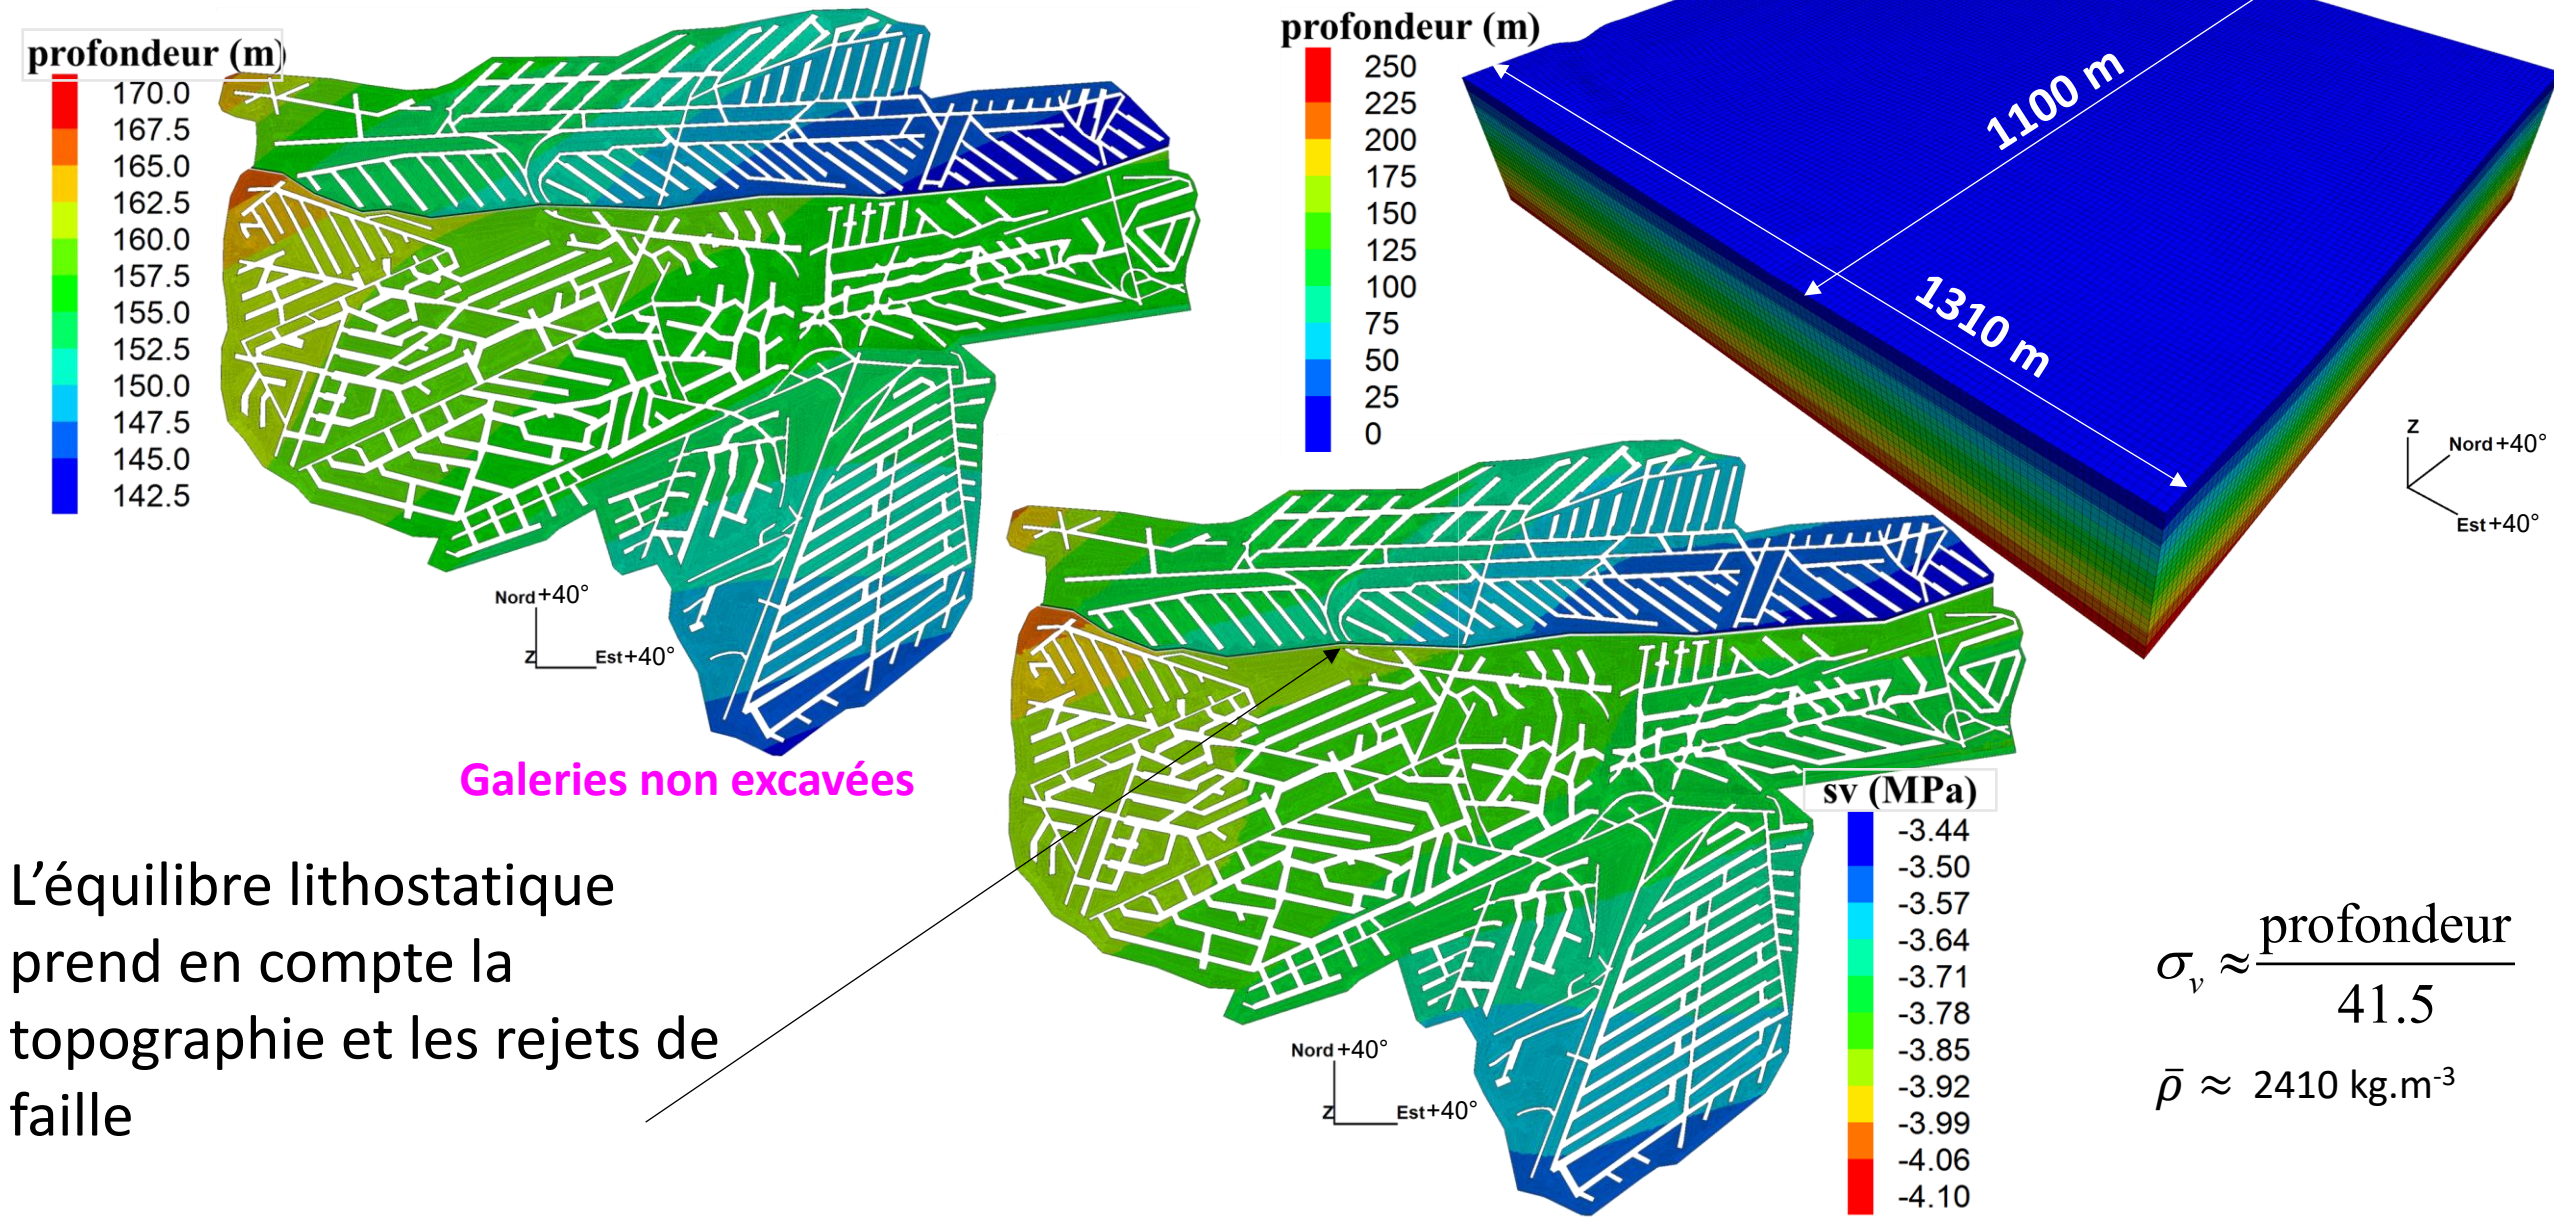 profondeur (m)
170.0
167.5
165.0
162.5
160.0
157.5
155.0
152.5
150.0
147.5
145.0
142.5
profondeur (m)
250
225
200
175
150
125
100
75
50
25
0
1100 m
1310 m
Z
Nord +40°
Est +40°
Nord +40°
Z
Est +40°
Galeries non excavées
L’équilibre lithostatique
prend en compte la
topographie et les rejets de
faille
Nord +40°
Z
Est +40°
sv (MPa)
-3.44
-3.50
-3.57
-3.64
-3.71
-3.78
-3.85
-3.92
-3.99
-4.06
-4.10
σᵥ ≈ profondeur
41.5
ρ̄ ≈ 2410 kg.m⁻³